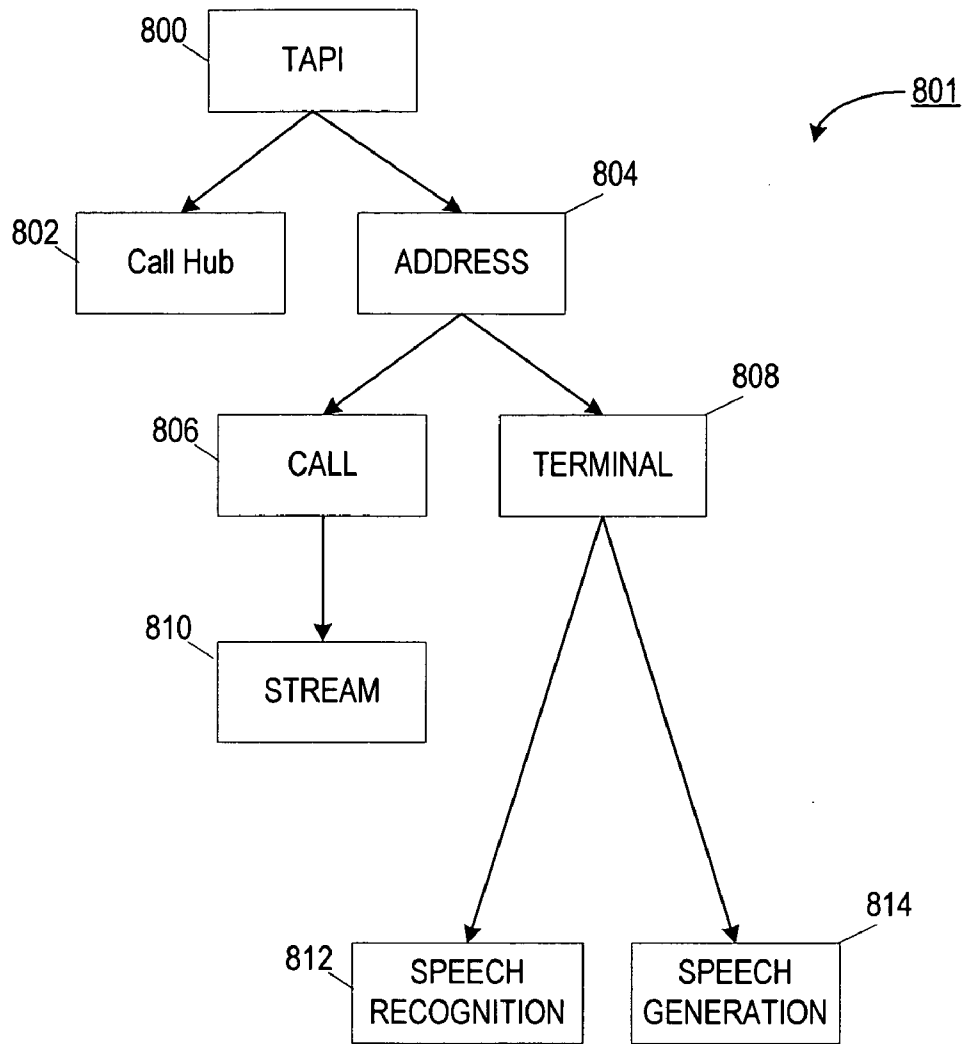 800
TAPI
801
804
802
Call Hub
ADDRESS
808
806
CALL
TERMINAL
810
STREAM
814
812
SPEECH
RECOGNITION
SPEECH
GENERATION